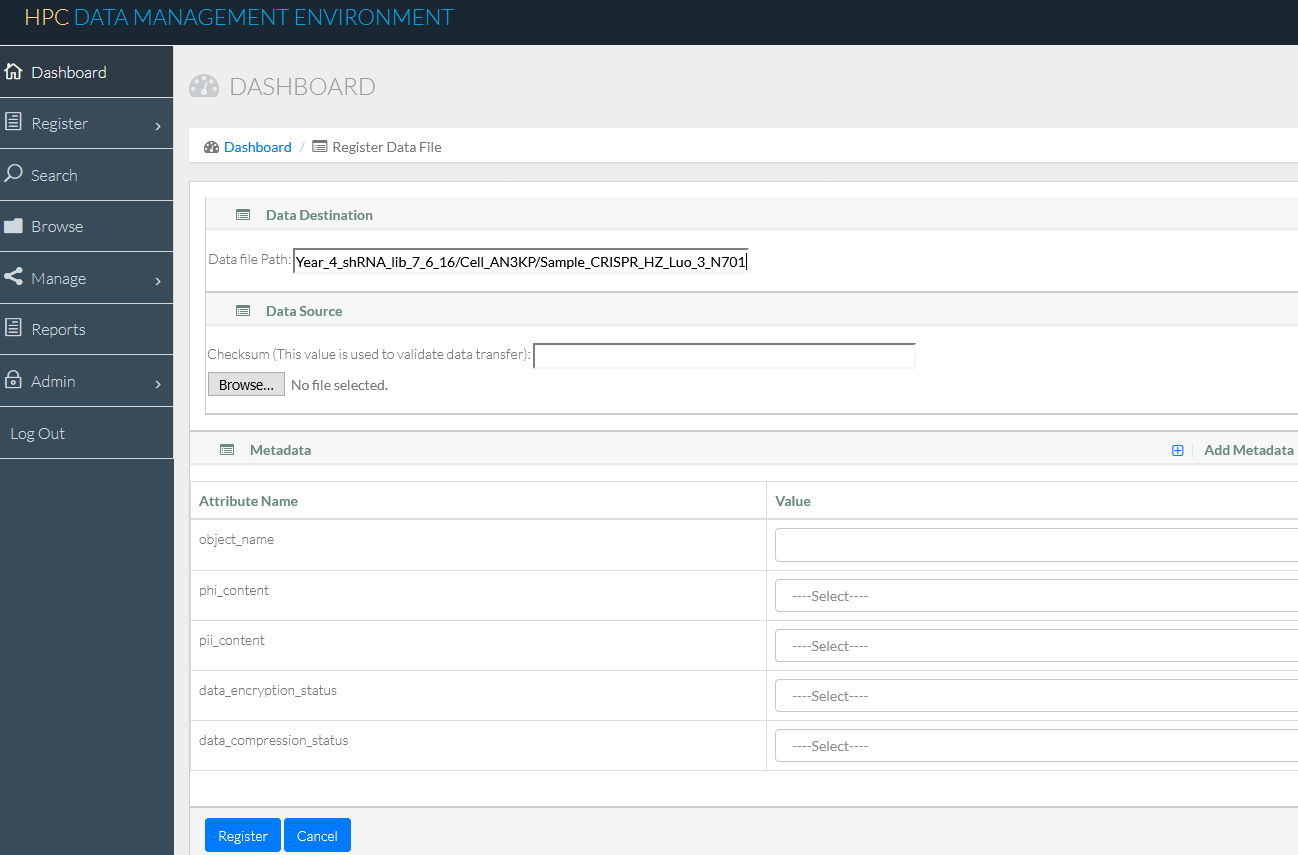 HPC DATA MANAGEMENT ENVIRONMENT
Dashboard
Register
Search
Browse
Manage
Reports
Admin
Log Out
DASHBOARD
Dashboard / Register Data File
Data Destination
Data file Path: Year_4_shRNA_lib_7_6_16/Cell_AN3KP/Sample_CRISPR_HZ_Luo_3_N701
Data Source
Checksum (This value is used to validate data transfer):
Browse... No file selected.
Metadata Add Metadata
Attribute Name Value
object_name
phi_content ----Select----
pii_content ----Select----
data_encryption_status ----Select----
data_compression_status ----Select----
Register Cancel